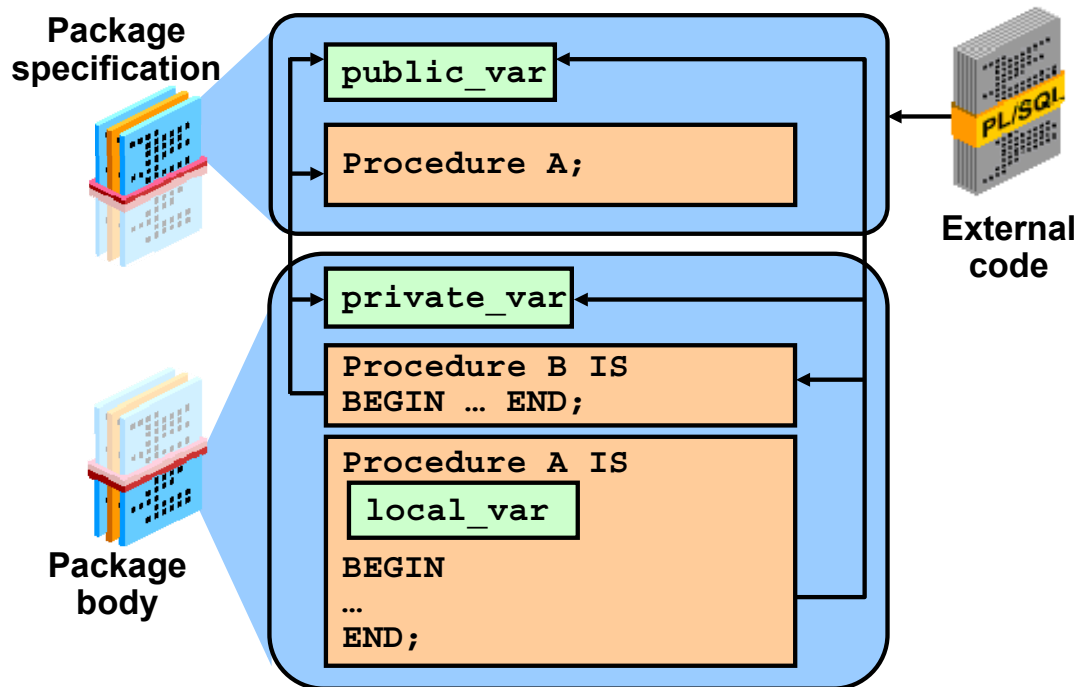 Package
specification
public_var
Procedure A;
PL/SQL
External
code
private_var
Procedure B IS
BEGIN … END;
Procedure A IS
local_var
BEGIN
…
END;
Package
body